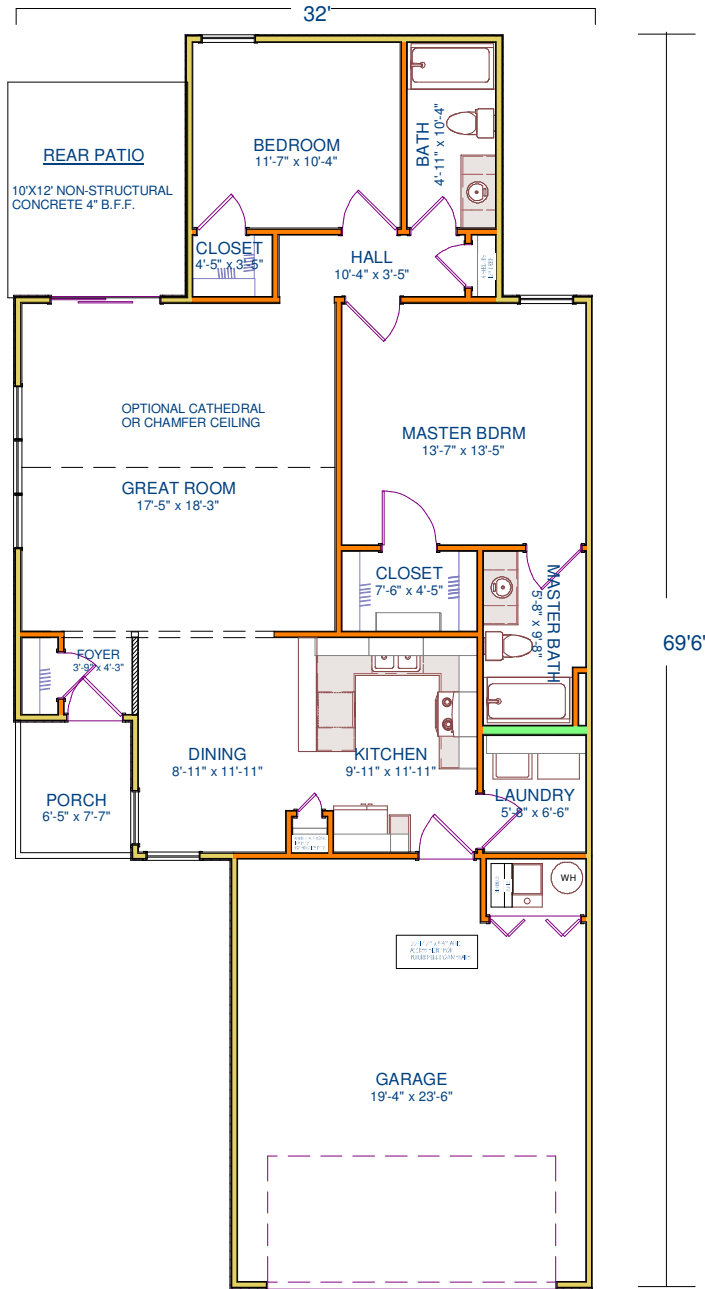 32'
BEDROOM
11'-7" x 10'-4"
BATH
4'-11" x 10'-4"
REAR PATIO
10'X12' NON-STRUCTURAL
CONCRETE 4" B.F.F.
CLOSET
4'-5" x 3'-5"
HALL
10'-4" x 3'-5"
OPTIONAL CATHEDRAL
OR CHAMFER CEILING
MASTER BDRM
13'-7" x 13'-5"
GREAT ROOM
17'-5" x 18'-3"
CLOSET
7'-6" x 4'-5"
MASTER BATH
5'-8" x 9'-8"
69'6'
FOYER
3'-9" x 4'-3"
DINING
8'-11" x 11'-11"
KITCHEN
9'-11" x 11'-11"
PORCH
6'-5" x 7'-7"
LAUNDRY
5'-8" x 6'-6"
WH
GARAGE
19'-4" x 23'-6"